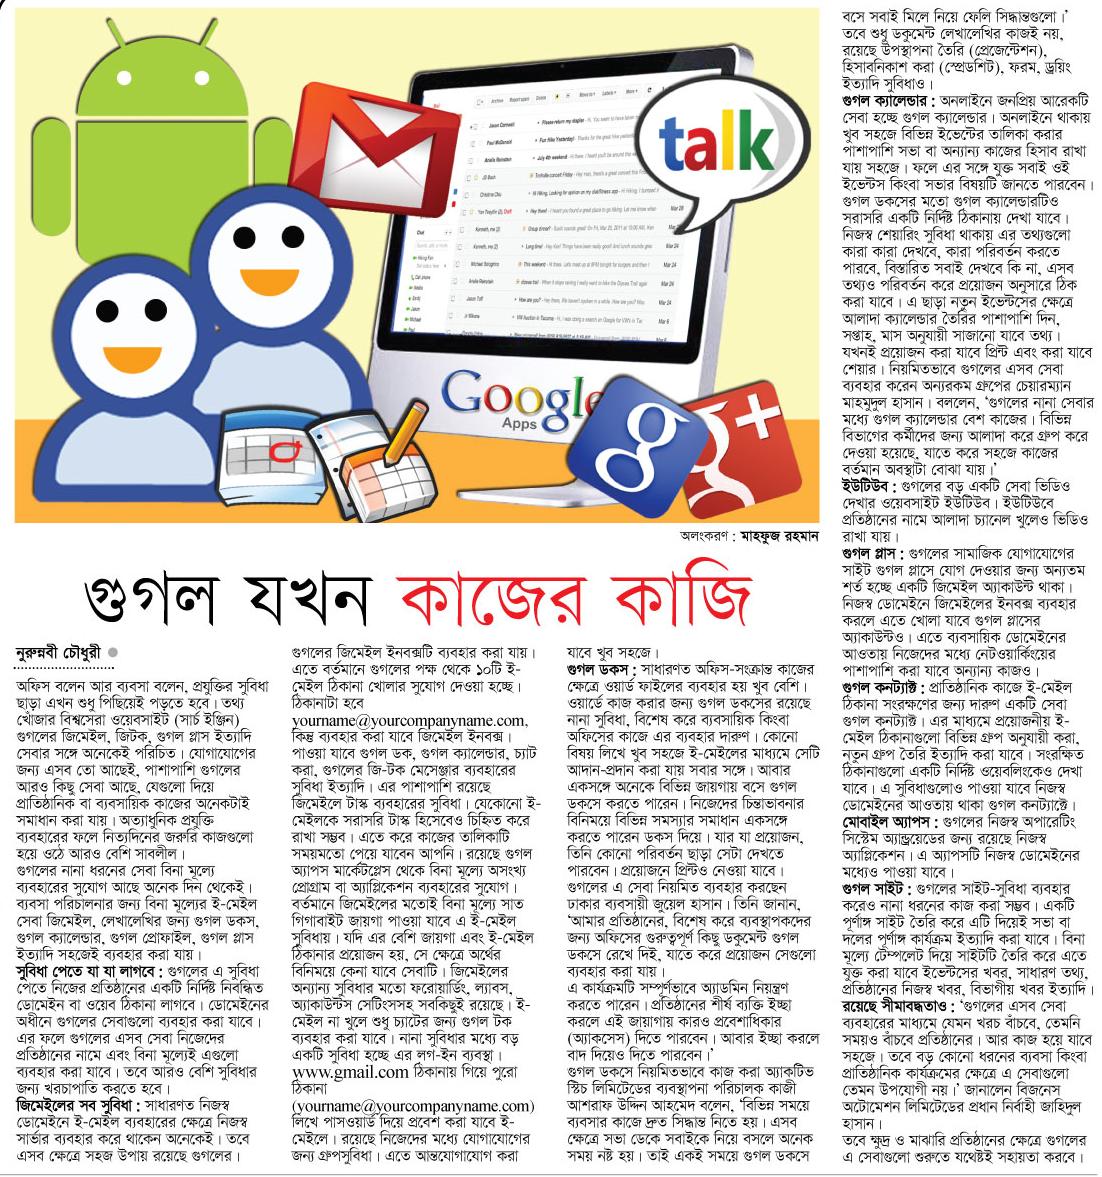 talk
Google
Apps
g
g+
অলংকরণ : মাহফুজ রহমান
গুগল যখন কাজের কাজি
নুরুন্নবী চৌধুরী
অফিস বলেন আর ব্যবসা বলেন, প্রযুক্তির সুবিধা
ছাড়া এখন শুধু পিছিয়েই পড়তে হবে। তথ্য
খোঁজার বিশ্বসেরা ওয়েবসাইট (সার্চ ইঞ্জিন)
গুগলের জিমেইল, জিটক, গুগল প্লাস ইত্যাদি
সেবার সঙ্গে অনেকেই পরিচিত। যোগাযোগের
জন্য এসব তো আছেই, পাশাপাশি গুগলের
আরও কিছু সেবা আছে, যেগুলো দিয়ে
প্রাতিষ্ঠানিক বা ব্যবসায়িক কাজের অনেকটাই
সমাধান করা যায়। অত্যাধুনিক প্রযুক্তি
ব্যবহারের ফলে নিত্যদিনের জরুরি কাজগুলো
হয়ে ওঠে আরও বেশি সাবলীল।
গুগলের নানা ধরনের সেবা বিনা মূল্যে
ব্যবহারের সুযোগ আছে অনেক দিন থেকেই।
ব্যবসা পরিচালনার জন্য বিনা মূল্যের ই-মেইল
সেবা জিমেইল, লেখালেখির জন্য গুগল ডকস,
গুগল ক্যালেন্ডার, গুগল প্রোফাইল, গুগল প্লাস
ইত্যাদি সহজেই ব্যবহার করা যায়।
সুবিধা পেতে যা যা লাগবে : গুগলের এ সুবিধা
পেতে নিজের প্রতিষ্ঠানের একটি নির্দিষ্ট নিবন্ধিত
ডোমেইন বা ওয়েব ঠিকানা লাগবে। ডোমেইনের
অধীনে গুগলের সেবাগুলো ব্যবহার করা যাবে।
এর ফলে গুগলের এসব সেবা নিজেদের
প্রতিষ্ঠানের নামে এবং বিনা মূল্যেই এগুলো
ব্যবহার করা যাবে। তবে আরও বেশি সুবিধার
জন্য খরচাপাতি করতে হবে।
জিমেইলের সব সুবিধা : সাধারণত নিজস্ব
ডোমেইনে ই-মেইল ব্যবহারের ক্ষেত্রে নিজস্ব
সার্ভার ব্যবহার করে থাকেন অনেকেই। তবে
এসব ক্ষেত্রে সহজ উপায় রয়েছে গুগলের।
গুগলের জিমেইল ইনবক্সটি ব্যবহার করা যায়।
এতে বর্তমানে গুগলের পক্ষ থেকে ১০টি ই-
মেইল ঠিকানা খোলার সুযোগ দেওয়া হচ্ছে।
ঠিকানাটা হবে
yourname@yourcompanyname.com,
কিন্তু ব্যবহার করা যাবে জিমেইল ইনবক্স।
পাওয়া যাবে গুগল ডক, গুগল ক্যালেন্ডার, চ্যাট
করা, গুগলের জি-টক মেসেঞ্জার ব্যবহারের
সুবিধা ইত্যাদি। এর পাশাপাশি রয়েছে
জিমেইলে টাস্ক ব্যবহারের সুবিধা। যেকোনো ই-
মেইলকে সরাসরি টাস্ক হিসেবেও চিহ্নিত করে
রাখা সম্ভব। এতে করে কাজের তালিকাটি
সময়মতো পেয়ে যাবেন আপনি। রয়েছে গুগল
অ্যাপস মার্কেটপ্লেস থেকে বিনা মূল্যে অসংখ্য
প্রোগ্রাম বা অ্যাপ্লিকেশন ব্যবহারের সুযোগ।
বর্তমানে জিমেইলের মতোই বিনা মূল্যে সাত
গিগাবাইট জায়গা পাওয়া যাবে এ ই-মেইল
সুবিধায়। যদি এর বেশি জায়গা এবং ই-মেইল
ঠিকানার প্রয়োজন হয়, সে ক্ষেত্রে অর্থের
বিনিময়ে কেনা যাবে সেবাটি। জিমেইলের
অন্যান্য সুবিধার মতো ফরোয়ার্ডিং, ল্যাবস,
অ্যাকাউন্টস সেটিংসসহ সবকিছুই রয়েছে। ই-
মেইল না খুলে শুধু চ্যাটের জন্য গুগল টক
ব্যবহার করা যাবে। নানা সুবিধার মধ্যে বড়
একটি সুবিধা হচ্ছে এর লগ-ইন ব্যবস্থা।
www.gmail.com ঠিকানায় গিয়ে পুরো
ঠিকানা
(yourname@yourcompanyname.com)
লিখে পাসওয়ার্ড দিয়ে প্রবেশ করা যাবে ই-
মেইলে। রয়েছে নিজেদের মধ্যে যোগাযোগের
জন্য গ্রুপসুবিধা। এতে আন্তযোগাযোগ করা
যাবে খুব সহজে।
গুগল ডকস : সাধারণত অফিস-সংক্রান্ত কাজের
ক্ষেত্রে ওয়ার্ড ফাইলের ব্যবহার হয় খুব বেশি।
ওয়ার্ডে কাজ করার জন্য গুগল ডকসের রয়েছে
নানা সুবিধা, বিশেষ করে ব্যবসায়িক কিংবা
অফিসের কাজে এর ব্যবহার দারুণ। কোনো
বিষয় লিখে খুব সহজে ই-মেইলের মাধ্যমে সেটি
আদান-প্রদান করা যায় সবার সঙ্গে। আবার
একসঙ্গে অনেকে বিভিন্ন জায়গায় বসে গুগল
ডকসে করতে পারেন। নিজেদের চিন্তাভাবনার
বিনিময়ে বিভিন্ন সমস্যার সমাধান একসঙ্গে
করতে পারেন ডকস দিয়ে। যার যা প্রয়োজন,
তিনি কোনো পরিবর্তন ছাড়া সেটা দেখতে
পারবেন। প্রয়োজনে প্রিন্টও নেওয়া যাবে।
গুগলের এ সেবা নিয়মিত ব্যবহার করছেন
ঢাকার ব্যবসায়ী জুয়েল হাসান। তিনি জানান,
‘আমার প্রতিষ্ঠানের, বিশেষ করে ব্যবস্থাপকদের
জন্য অফিসের গুরুত্বপূর্ণ কিছু ডকুমেন্ট গুগল
ডকসে রেখে দিই, যাতে করে প্রয়োজন সেগুলো
ব্যবহার করা যায়।
এ কার্যক্রমটি সম্পূর্ণভাবে অ্যাডমিন নিয়ন্ত্রণ
করতে পারেন। প্রতিষ্ঠানের শীর্ষ ব্যক্তি ইচ্ছা
করলে এই জায়াগায় কারও প্রবেশাধিকার
(অ্যাকসেস) দিতে পারবেন। আবার ইচ্ছা করলে
বাদ দিয়েও দিতে পারবেন।’
গুগল ডকসে নিয়মিতভাবে কাজ করা অ্যাকটিভ
স্টিচ লিমিটেডের ব্যবস্থাপনা পরিচালক কাজী
আশরাফ উদ্দিন আহমেদ বলেন, ‘বিভিন্ন সময়ে
ব্যবসার কাজে দ্রুত সিদ্ধান্ত নিতে হয়। এসব
ক্ষেত্রে সভা ডেকে সবাইকে নিয়ে বসলে অনেক
সময় নষ্ট হয়। তাই একই সময়ে গুগল ডকসে
বসে সবাই মিলে নিয়ে ফেলি সিদ্ধান্তগুলো।’
তবে শুধু ডকুমেন্ট লেখালেখির কাজই নয়,
রয়েছে উপস্থাপনা তৈরি (প্রেজেন্টেশন),
হিসাবনিকাশ করা (স্প্রেডশিট), ফরম, ড্রয়িং
ইত্যাদি সুবিধাও।
গুগল ক্যালেন্ডার : অনলাইনে জনপ্রিয় আরেকটি
সেবা হচ্ছে গুগল ক্যালেন্ডার। অনলাইনে থাকায়
খুব সহজে বিভিন্ন ইভেন্টের তালিকা করার
পাশাপাশি সভা বা অন্যান্য কাজের হিসাব রাখা
যায় সহজে। ফলে এর সঙ্গে যুক্ত সবাই ওই
ইভেন্টস কিংবা সভার বিষয়টি জানতে পারবেন।
গুগল ডকসের মতো গুগল ক্যালেন্ডারটিও
সরাসরি একটি নির্দিষ্ট ঠিকানায় দেখা যাবে।
নিজস্ব শেয়ারিং সুবিধা থাকায় এর তথ্যগুলো
কারা কারা দেখবে, কারা পরিবর্তন করতে
পারবে, বিস্তারিত সবাই দেখবে কি না, এসব
তথ্যও পরিবর্তন করে প্রয়োজন অনুসারে ঠিক
করা যাবে। এ ছাড়া নতুন ইভেন্টসের ক্ষেত্রে
আলাদা ক্যালেন্ডার তৈরির পাশাপাশি দিন,
সপ্তাহ, মাস অনুযায়ী সাজানো যাবে তথ্য।
যখনই প্রয়োজন করা যাবে প্রিন্ট এবং করা যাবে
শেয়ার। নিয়মিতভাবে গুগলের এসব সেবা
ব্যবহার করেন অন্যরকম গ্রুপের চেয়ারম্যান
মাহমুদুল হাসান। বললেন, ‘গুগলের নানা সেবার
মধ্যে গুগল ক্যালেন্ডার বেশ কাজের। বিভিন্ন
বিভাগের কর্মীদের জন্য আলাদা করে গ্রুপ করে
দেওয়া হয়েছে, যাতে করে সহজে কাজের
বর্তমান অবস্থাটা বোঝা যায়।’
ইউটিউব : গুগলের বড় একটি সেবা ভিডিও
দেখার ওয়েবসাইট ইউটিউব। ইউটিউবে
প্রতিষ্ঠানের নামে আলাদা চ্যানেল খুলেও ভিডিও
রাখা যায়।
গুগল প্লাস : গুগলের সামাজিক যোগাযোগের
সাইট গুগল প্লাসে যোগ দেওয়ার জন্য অন্যতম
শর্ত হচ্ছে একটি জিমেইল অ্যাকাউন্ট থাকা।
নিজস্ব ডোমেইনে জিমেইলের ইনবক্স ব্যবহার
করলে এতে খোলা যাবে গুগল প্লাসের
অ্যাকাউন্টও। এতে ব্যবসায়িক ডোমেইনের
আওতায় নিজেদের মধ্যে নেটওয়ার্কিংয়ের
পাশাপাশি করা যাবে অন্যান্য কাজও।
গুগল কনট্যাক্ট : প্রাতিষ্ঠানিক কাজে ই-মেইল
ঠিকানা সংরক্ষণের জন্য দারুণ একটি সেবা
গুগল কনট্যাক্ট। এর মাধ্যমে প্রয়োজনীয় ই-
মেইল ঠিকানাগুলো বিভিন্ন গ্রুপ অনুযায়ী করা,
নতুন গ্রুপ তৈরি ইত্যাদি করা যাবে। সংরক্ষিত
ঠিকানাগুলো একটি নির্দিষ্ট ওয়েবলিংকেও দেখা
যাবে। এ সুবিধাগুলোও পাওয়া যাবে নিজস্ব
ডোমেইনের আওতায় থাকা গুগল কনট্যাক্টে।
মোবাইল অ্যাপস : গুগলের নিজস্ব অপারেটিং
সিস্টেম অ্যান্ড্রয়েডের জন্য রয়েছে নিজস্ব
অ্যাপ্লিকেশন। এ অ্যাপসটি নিজস্ব ডোমেইনের
মধ্যেও পাওয়া যাবে।
গুগল সাইট : গুগলের সাইট-সুবিধা ব্যবহার
করেও নানা ধরনের কাজ করা সম্ভব। একটি
পূর্ণাঙ্গ সাইট তৈরি করে এটি দিয়েই সভা বা
দলের পূর্ণাঙ্গ কার্যক্রম ইত্যাদি করা যাবে। বিনা
মূল্যে টেম্পলেট দিয়ে সাইটটি তৈরি করে এতে
যুক্ত করা যাবে ইভেন্টসের খবর, সাধারণ তথ্য,
প্রতিষ্ঠানের নিজস্ব খবর, বিভাগীয় খবর ইত্যাদি।
রয়েছে সীমাবদ্ধতাও : ‘গুগলের এসব সেবা
ব্যবহারের মাধ্যমে যেমন খরচ বাঁচবে, তেমনি
সময়ও বাঁচবে প্রতিষ্ঠানের। আর কাজ হয়ে যাবে
সহজে। তবে বড় কোনো ধরনের ব্যবসা কিংবা
প্রাতিষ্ঠানিক কার্যক্রমের ক্ষেত্রে এ সেবাগুলো
তেমন উপযোগী নয়।’ জানালেন বিজনেস
অটোমেশন লিমিটেডের প্রধান নির্বাহী জাহিদুল
হাসান।
তবে ক্ষুদ্র ও মাঝারি প্রতিষ্ঠানের ক্ষেত্রে গুগলের
এ সেবাগুলো শুরুতে যথেষ্টই সহায়তা করবে।